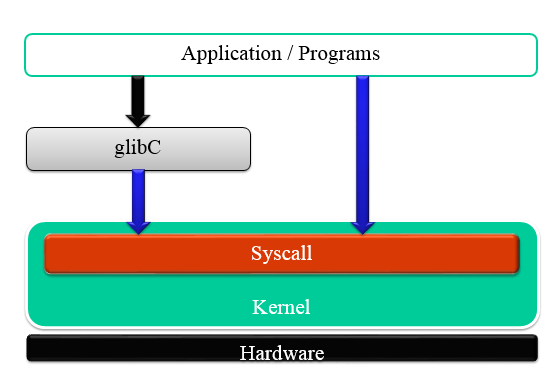 Application / Programs
glibC
Syscall
Kernel
Hardware